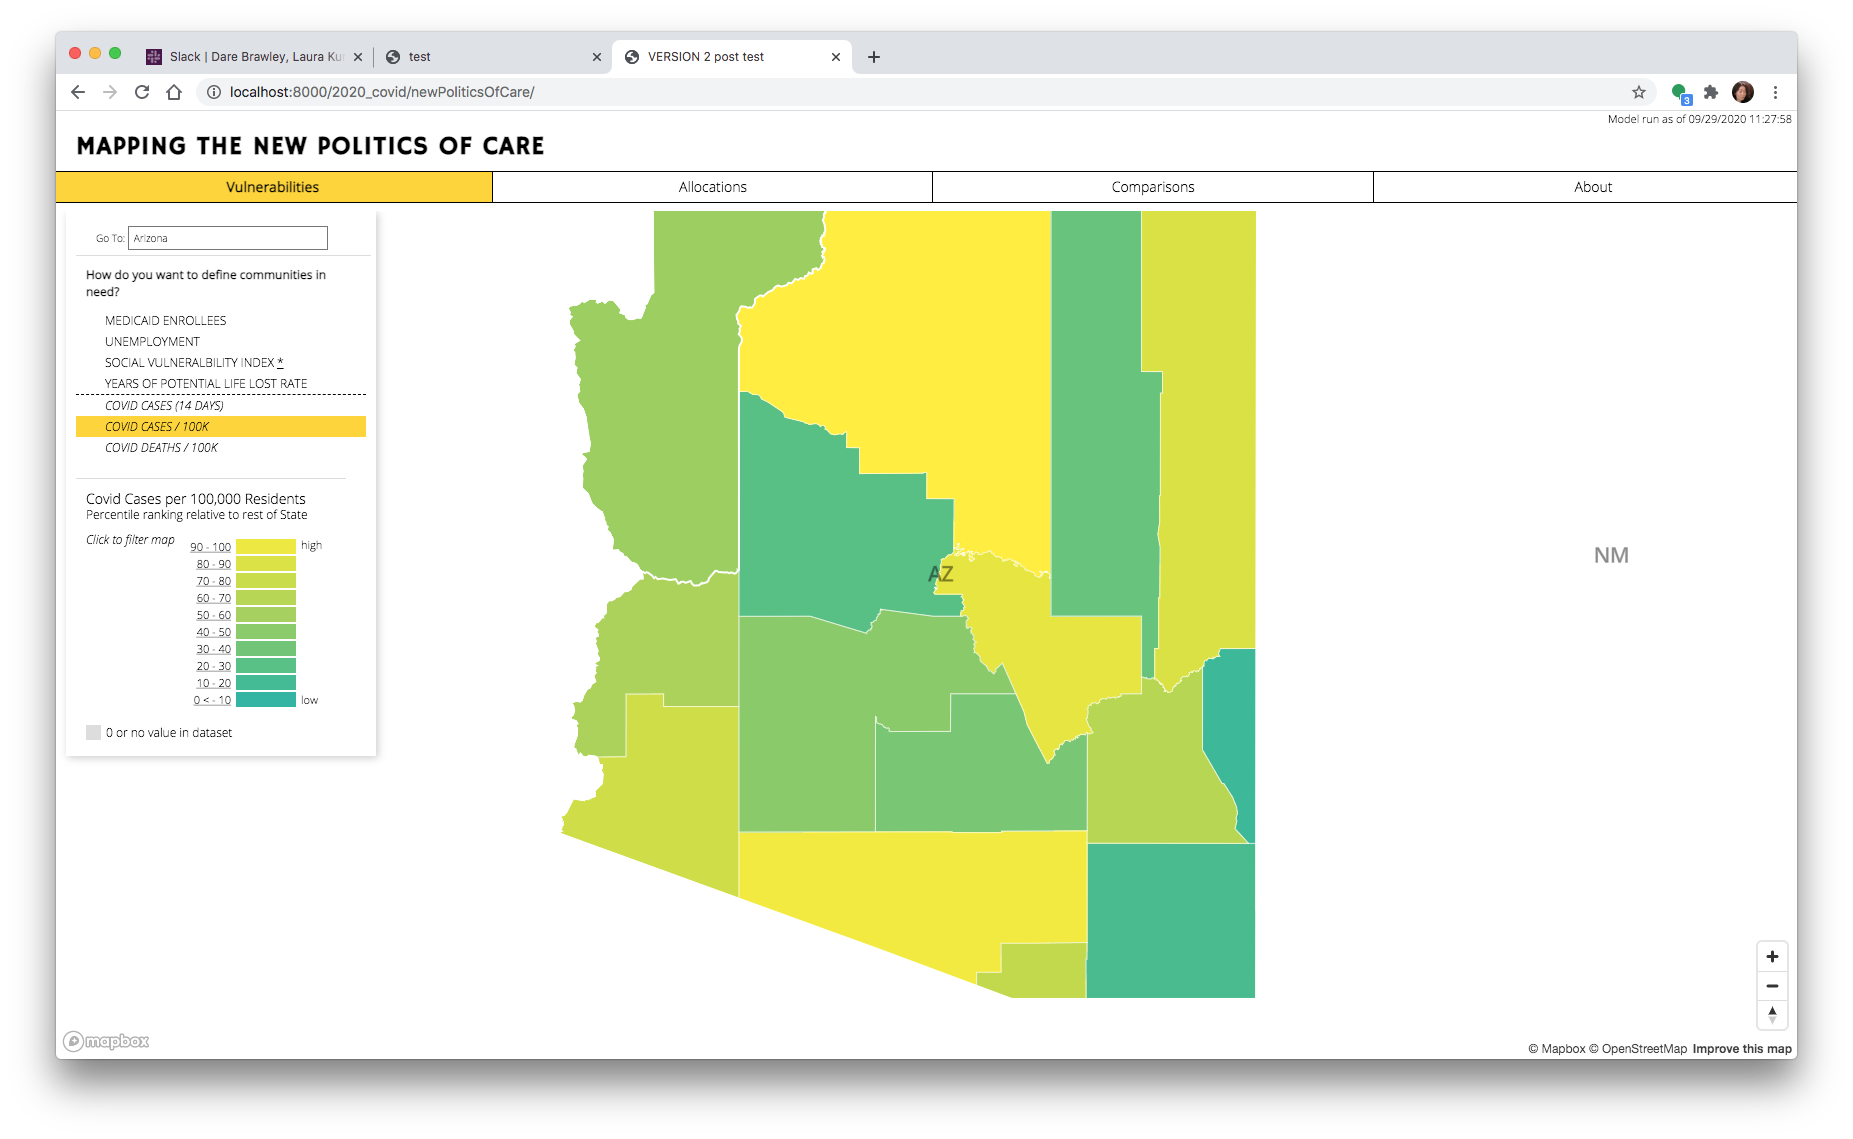 Slack | Dare Brawley, Laura Kur
test
VERSION 2 post test
localhost:8000/2020_covid/newPoliticsOfCare/
3
Model run as of 09/29/2020 11:27:58
MAPPING THE NEW POLITICS OF CARE
Vulnerabilities
Allocations
Comparisons
About
Go To: Arizona
How do you want to define communities in
need?
MEDICAID ENROLLEES
UNEMPLOYMENT
SOCIAL VULNERALBILITY INDEX *
YEARS OF POTENTIAL LIFE LOST RATE
COVID CASES (14 DAYS)
COVID CASES / 100K
COVID DEATHS / 100K
Covid Cases per 100,000 Residents
Percentile ranking relative to rest of State
Click to filter map
90 - 100 high
80 - 90
70 - 80
60 - 70
50 - 60
40 - 50
30 - 40
20 - 30
10 - 20
0 < - 10 low
0 or no value in dataset
AZ
NM
mapbox
© Mapbox © OpenStreetMap Improve this map